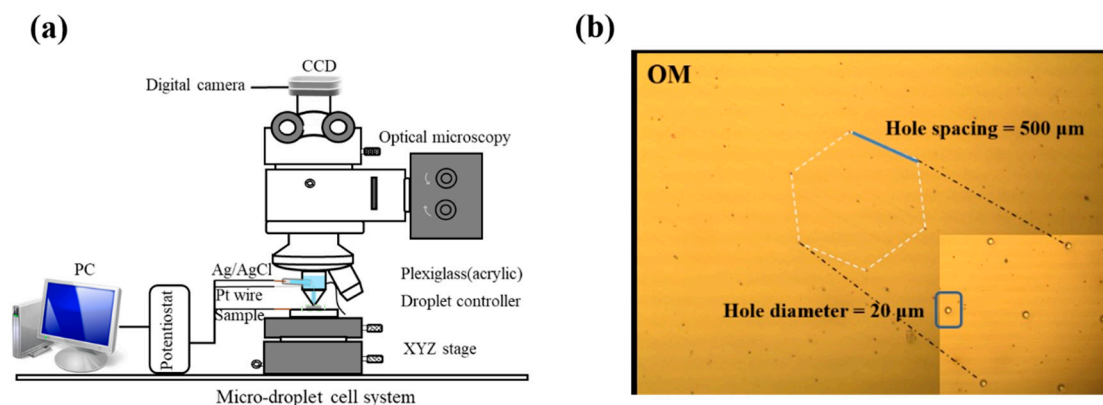 (a)
CCD
Digital camera
Optical microscopy
PC
Potentiostat
Ag/AgCl
Pt wire
Sample
Plexiglass(acrylic)
Droplet controller
XYZ stage
Micro-droplet cell system
(b)
OM
Hole spacing = 500 μm
Hole diameter = 20 μm